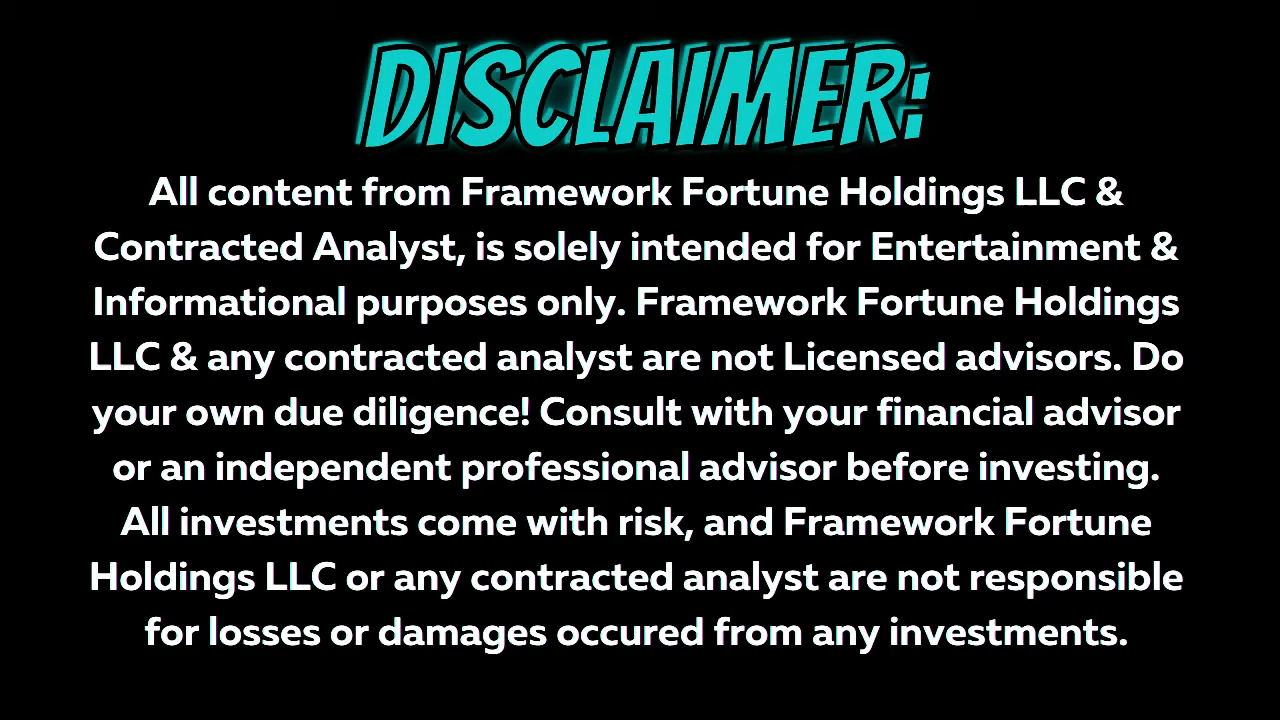 DISCLAIMER:
All content from Framework Fortune Holdings LLC &
Contracted Analyst, is solely intended for Entertainment &
Informational purposes only. Framework Fortune Holdings
LLC & any contracted analyst are not Licensed advisors. Do
your own due diligence! Consult with your financial advisor
or an independent professional advisor before investing.
All investments come with risk, and Framework Fortune
Holdings LLC or any contracted analyst are not responsible
for losses or damages occured from any investments.